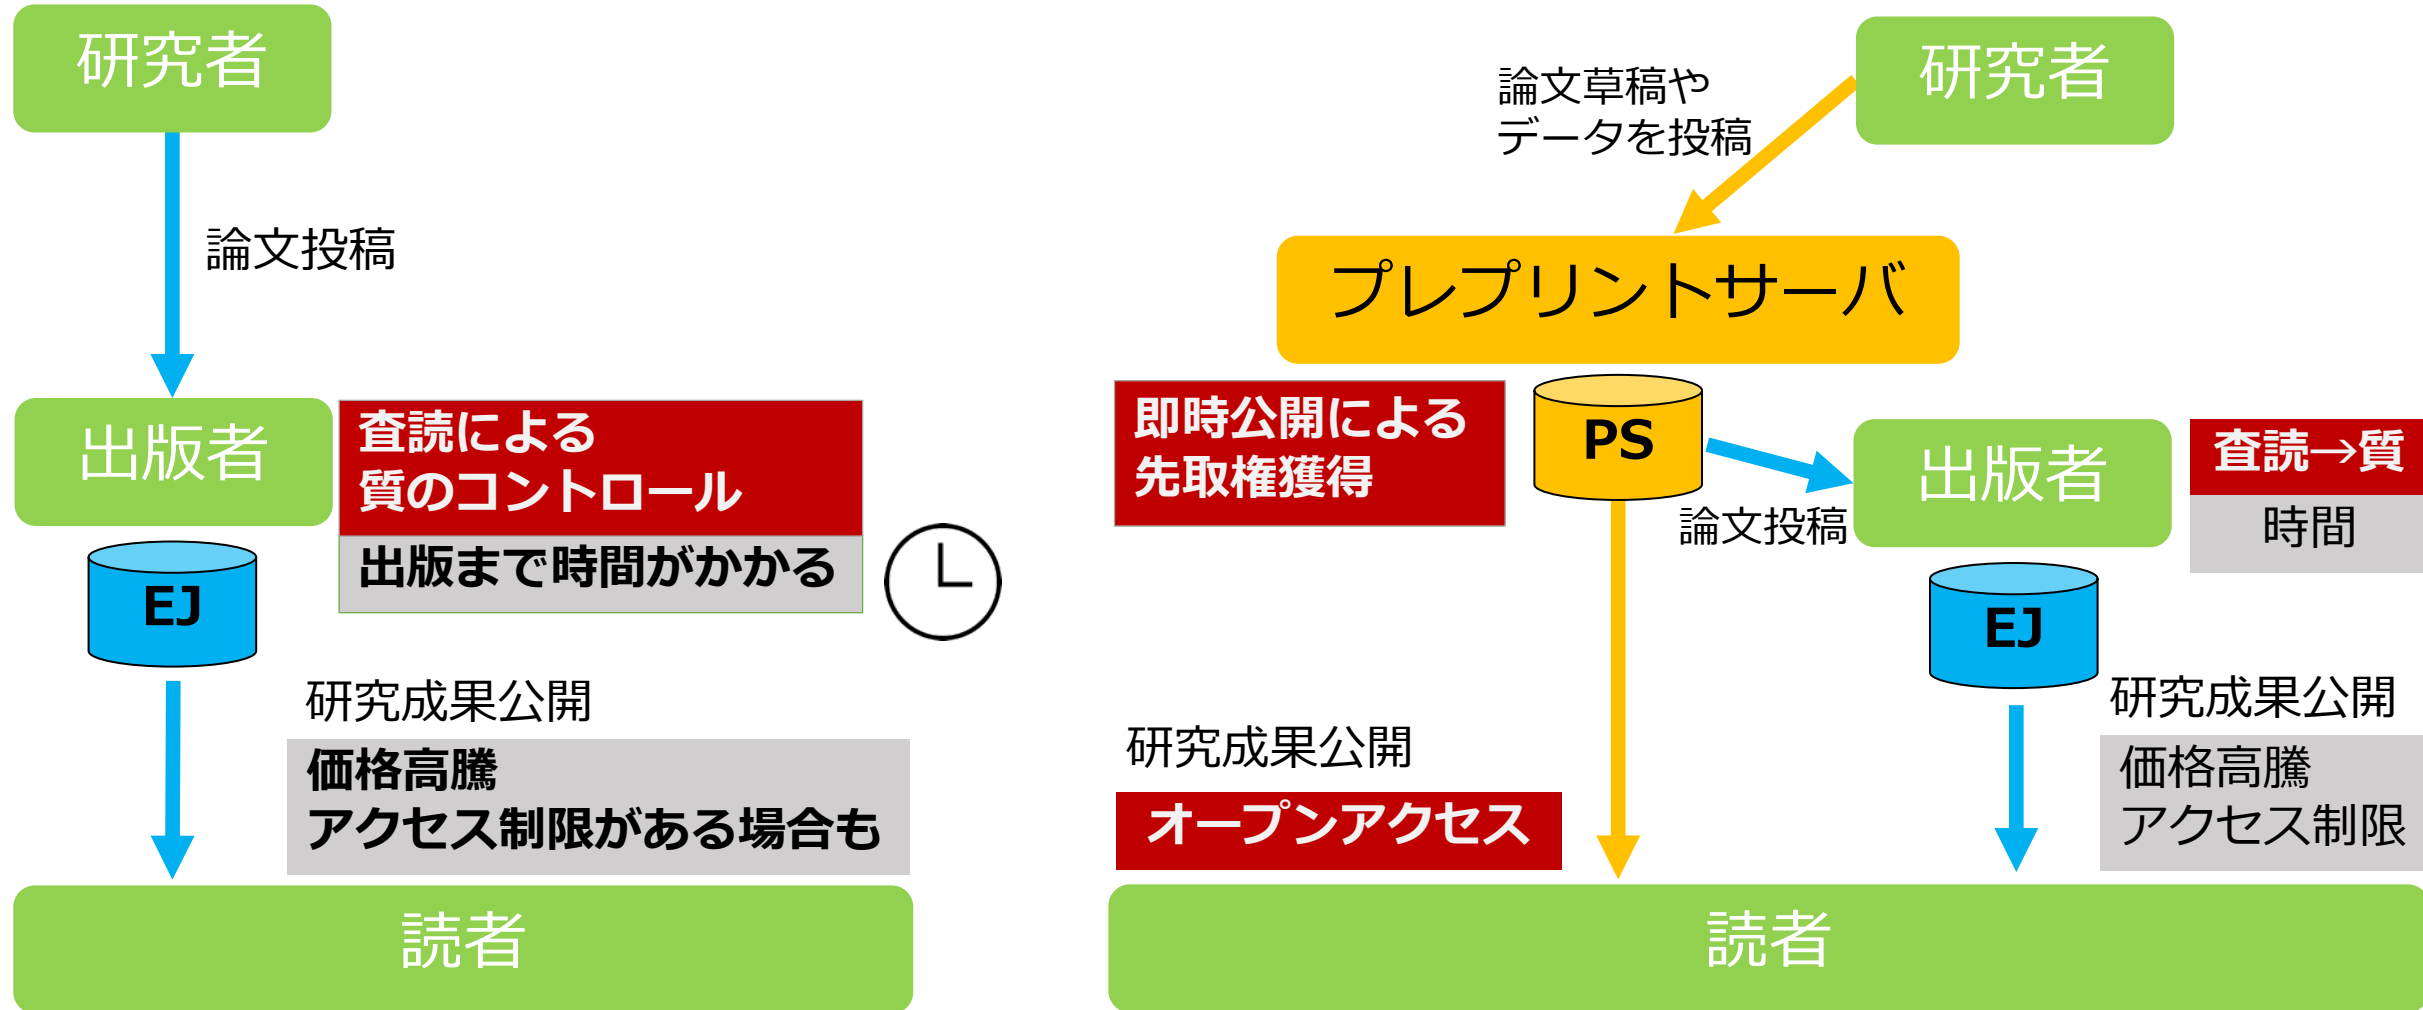 研究者
論文投稿
出版者
査読による
質のコントロール
出版まで時間がかかる
EJ
研究成果公開
価格高騰
アクセス制限がある場合も
読者
研究者
論文草稿や
データを投稿
プレプリントサーバ
即時公開による
先取権獲得
PS
論文投稿
出版者
査読→質
時間
EJ
研究成果公開
オープンアクセス
研究成果公開
価格高騰
アクセス制限
読者